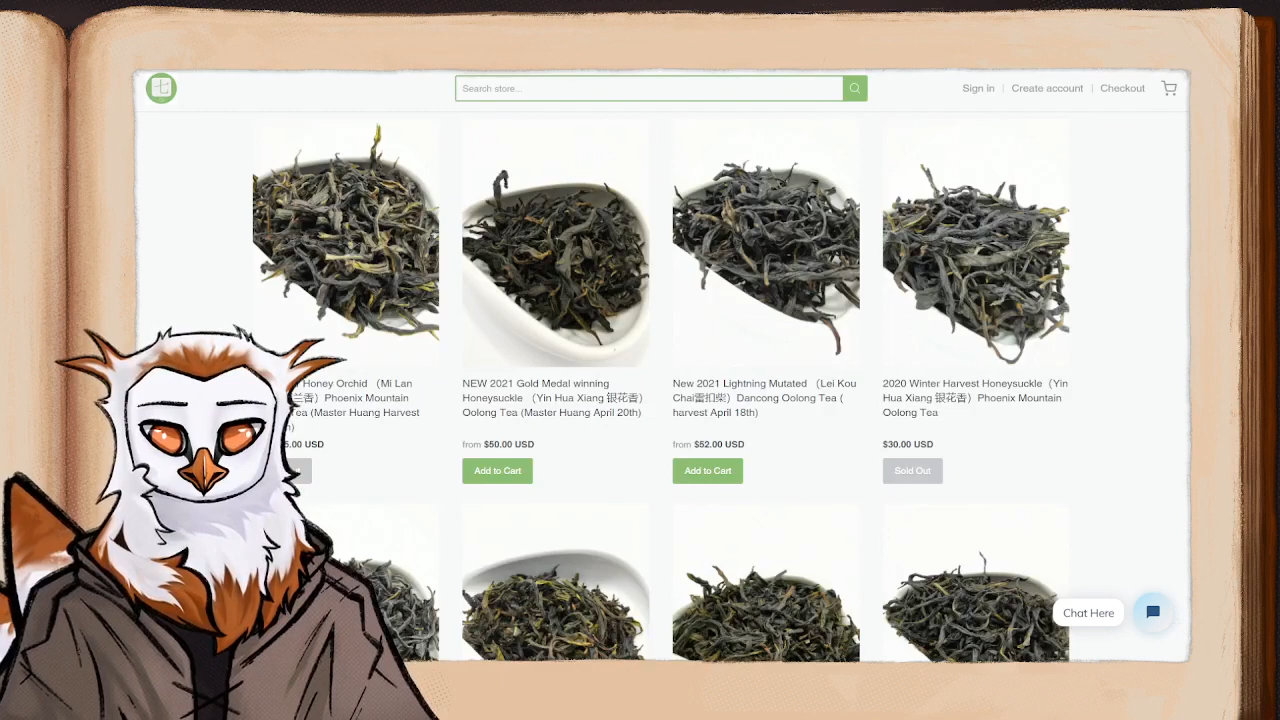 七
Search store...
Sign in
Create account
Checkout
Honey Orchid （Mi Lan
兰香）Phoenix Mountain
Tea (Master Huang Harvest
)
5.00 USD
NEW 2021 Gold Medal winning
Honeysuckle （Yin Hua Xiang 银花香）
Oolong Tea (Master Huang April 20th)
from $50.00 USD
Add to Cart
New 2021 Lightning Mutated （Lei Kou
Chai雷扣柴）Dancong Oolong Tea (
harvest April 18th)
from $52.00 USD
Add to Cart
2020 Winter Harvest Honeysuckle（Yin
Hua Xiang 银花香）Phoenix Mountain
Oolong Tea
$30.00 USD
Sold Out
Chat Here